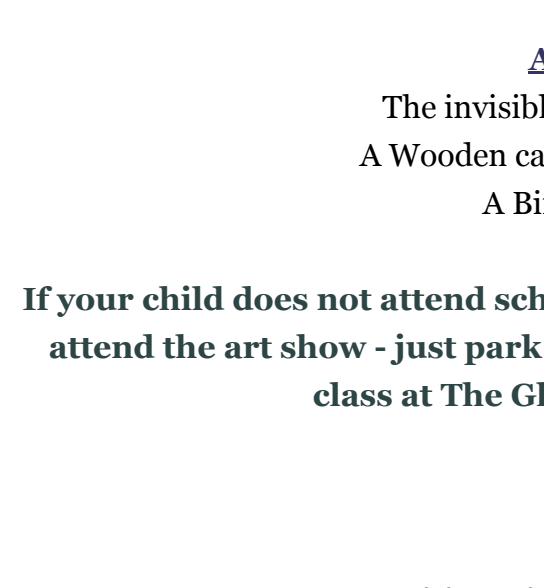 A
The invisibl
A Wooden ca
A Bi
If your child does not attend sch
attend the art show - just park
class at The Gl